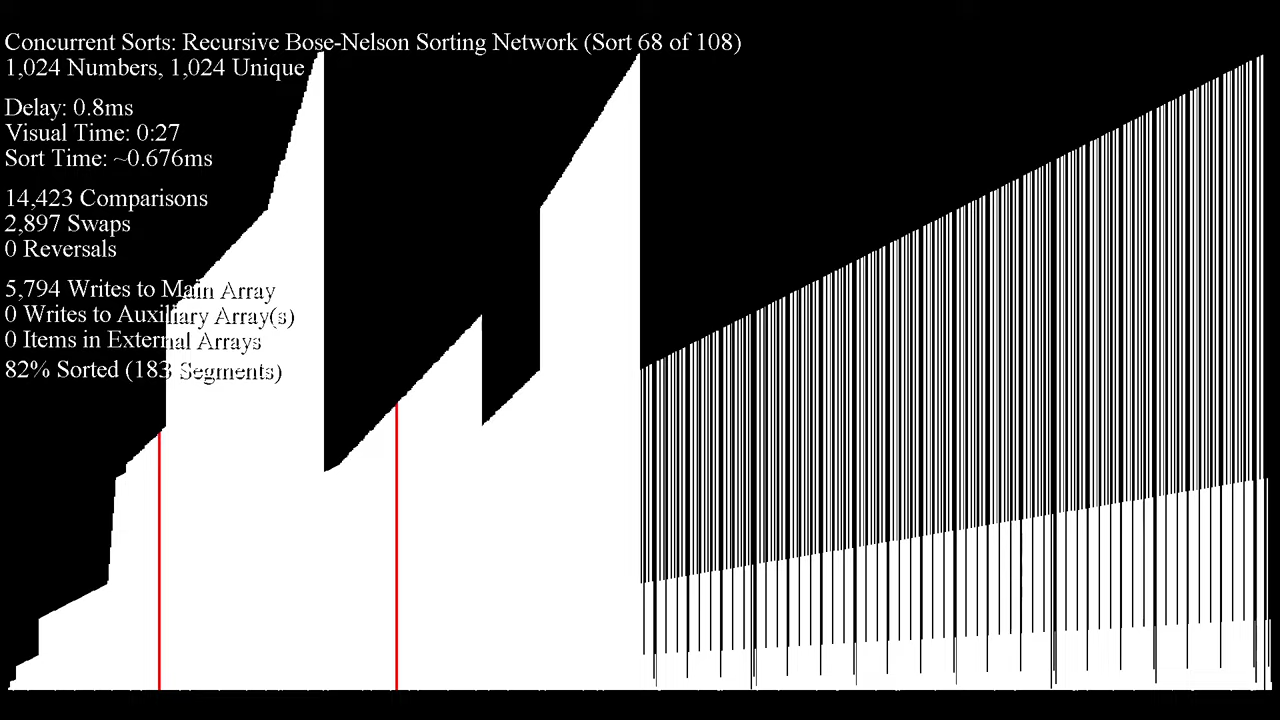 Concurrent Sorts: Recursive Bose-Nelson Sorting Network (Sort 68 of 108)
1,024 Numbers, 1,024 Unique
Delay: 0.8ms
Visual Time: 0:27
Sort Time: ~0.676ms
14,423 Comparisons
2,897 Swaps
0 Reversals
5,794 Writes to Main Array
0 Writes to Auxiliary Array(s)
0 Items in External Arrays
82% Sorted (183 Segments)